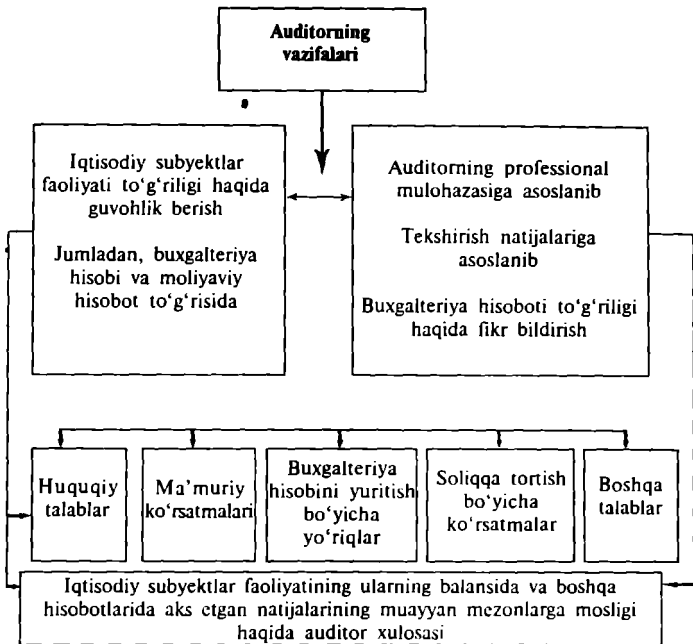 Auditorning
vazifalari
Iqtisodiy subyektlar
faoliyati to‘g‘riligi haqida
guvohlik berish
Jumladan, buxgalteriya
hisobi va moliyaviy
hisobot to‘g‘risida
Auditorning professional
mulohazasiga asoslanib
Tekshirish natijalariga
asoslanib
Buxgalteriya hisoboti to‘g‘riligi
haqida fikr bildirish
Huquqiy
talablar
Ma’muriy
ko‘rsatmalari
Buxgalteriya
hisobini yuritish
bo‘yicha
yo‘riqlar
Soliqqa tortish
bo‘yicha
ko‘rsatmalar
Boshqa
talablar
Iqtisodiy subyektlar faoliyatining ularning balansida va boshqa
hisobotlarida aks etgan natijalarining muayyan mezonlarga mosligi
haqida auditor xulosasi